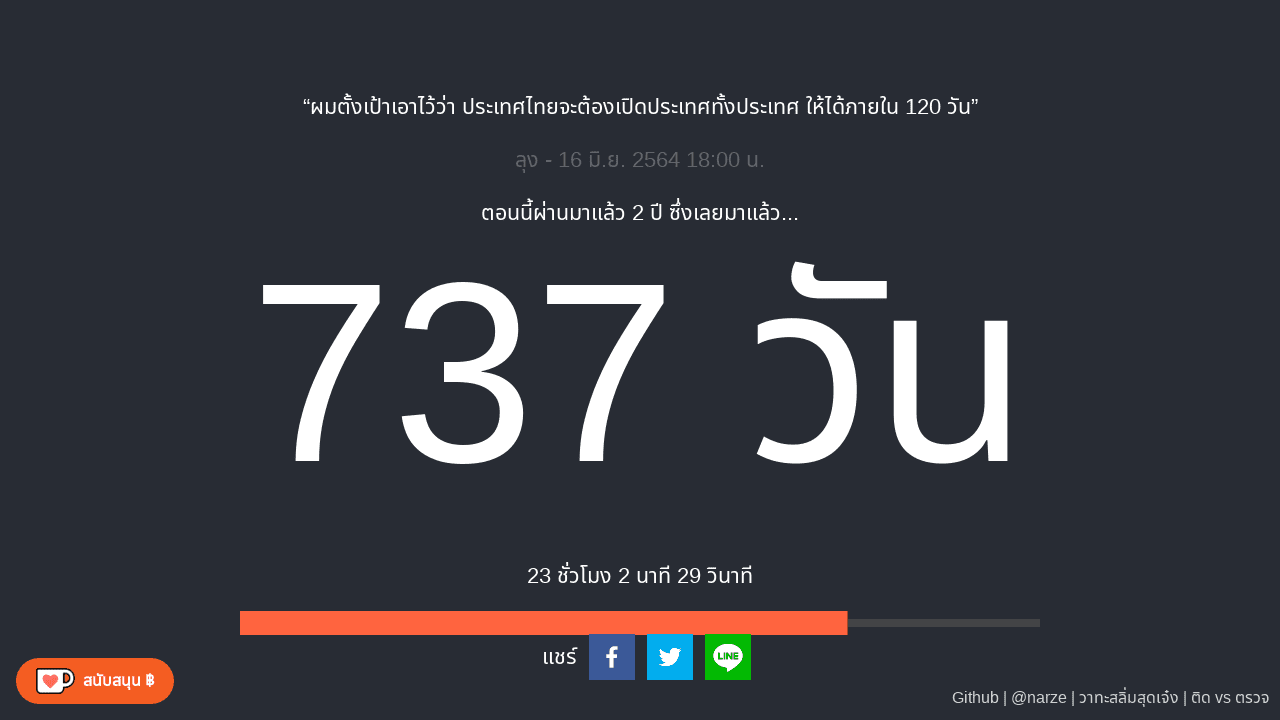 “ผมตั้งเป้าเอาไว้ว่า ประเทศไทยจะต้องเปิดประเทศทั้งประเทศ ให้ได้ภายใน 120 วัน”
ลุง - 16 มิ.ย. 2564 18:00 น.
ตอนนี้ผ่านมาแล้ว 2 ปี ซึ่งเลยมาแล้ว...
737 วัน
23 ชั่วโมง 2 นาที 29 วินาที
แชร์
LINE
สนับสนุน ฿
Github | @narze | วาทะสลิ่มสุดเจ๋ง | ติด vs ตรวจ